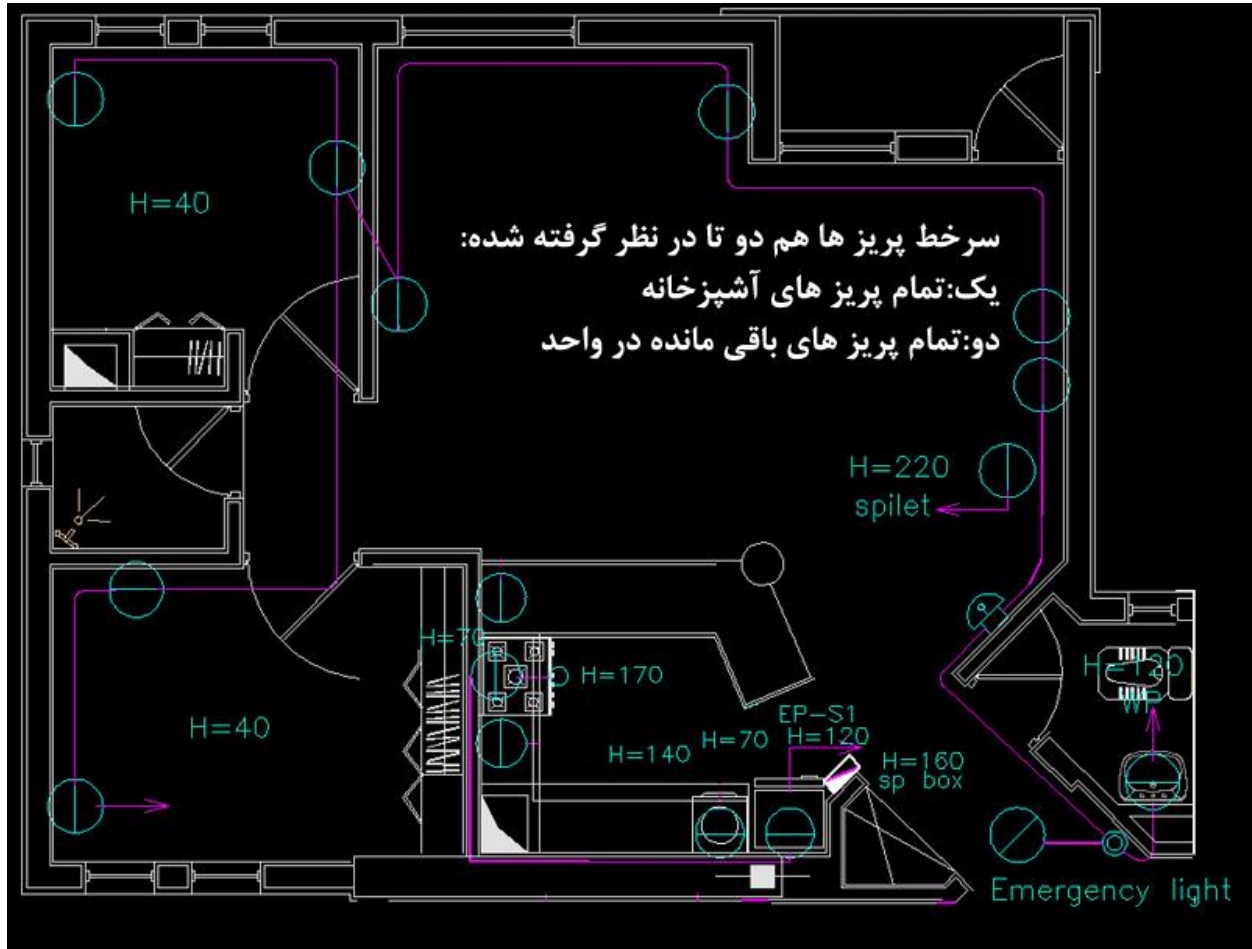 H=40
سرخط پریز ها هم دو تا در نظر گرفته شده:
یک:تمام پریز های آشپزخانه
دو:تمام پریز های باقی مانده در واحد
H=220
spilet
H=70
H=170
H=120
WP
EP-S1
H=40
H=140
H=70
H=120
H=160
sp box
Emergency light